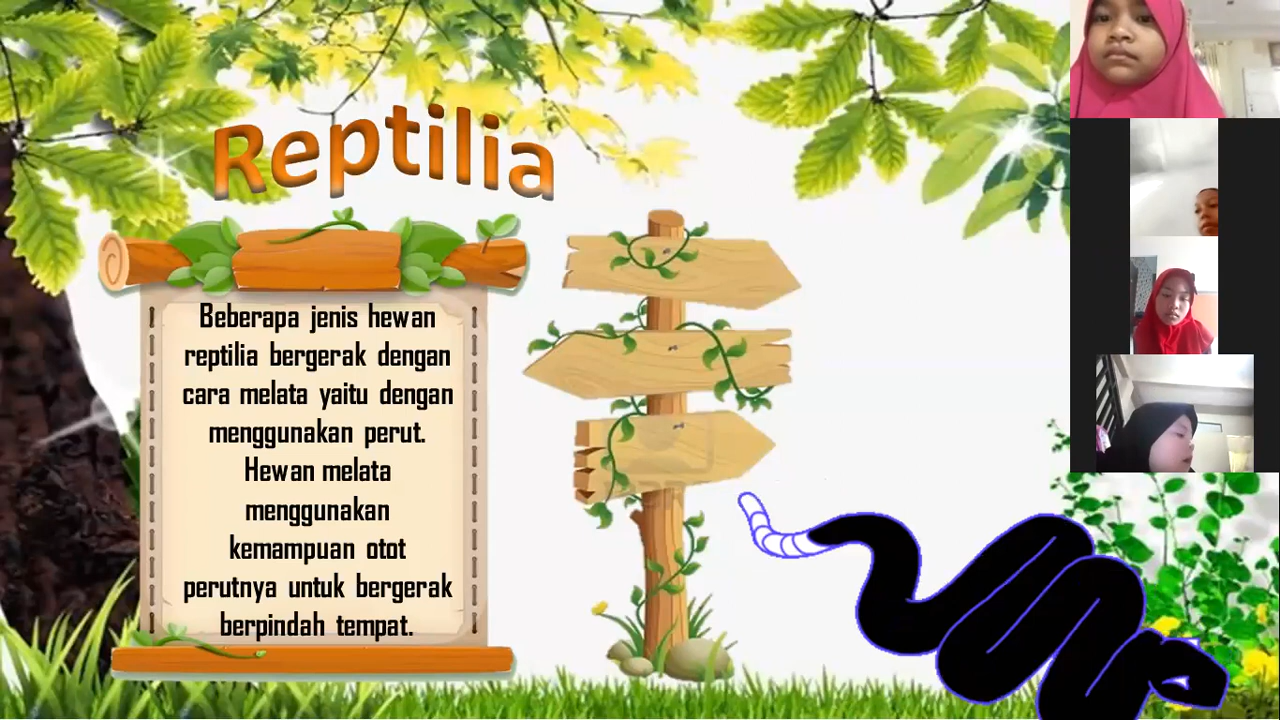 Reptilia
Beberapa jenis hewan
reptilia bergerak dengan
cara melata yaitu dengan
menggunakan perut.
Hewan melata
menggunakan
kemampuan otot
perutnya untuk bergerak
berpindah tempat.